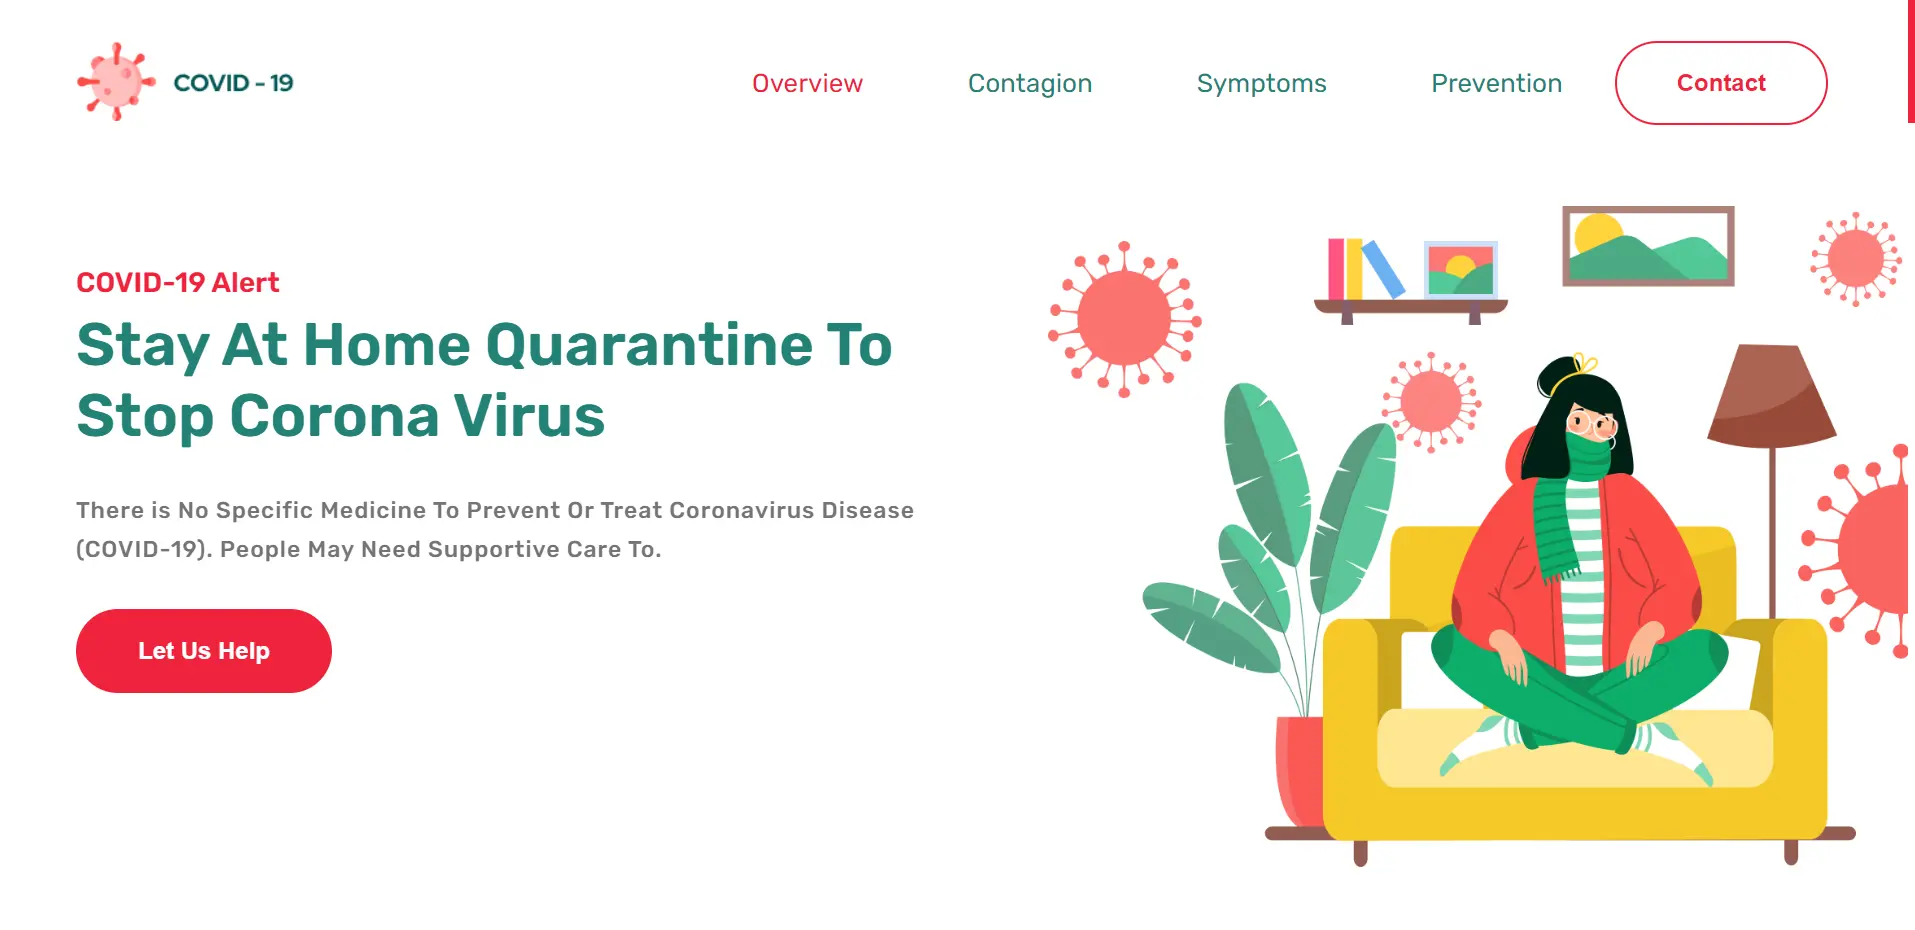 COVID - 19
Overview
Contagion
Symptoms
Prevention
Contact
COVID-19 Alert
Stay At Home Quarantine To
Stop Corona Virus
There is No Specific Medicine To Prevent Or Treat Coronavirus Disease
(COVID-19). People May Need Supportive Care To.
Let Us Help